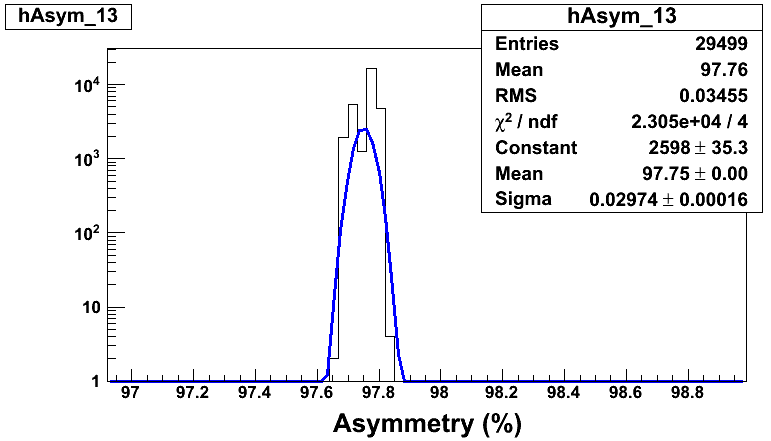 hAsym_13
hAsym_13
Entries 29499
Mean 97.76
RMS 0.03455
χ² / ndf 2.305e+04 / 4
Constant 2598 ± 35.3
Mean 97.75 ± 0.00
Sigma 0.02974 ± 0.00016
10⁴
10³
10²
10
1
97 97.2 97.4 97.6 97.8 98 98.2 98.4 98.6 98.8
Asymmetry (%)